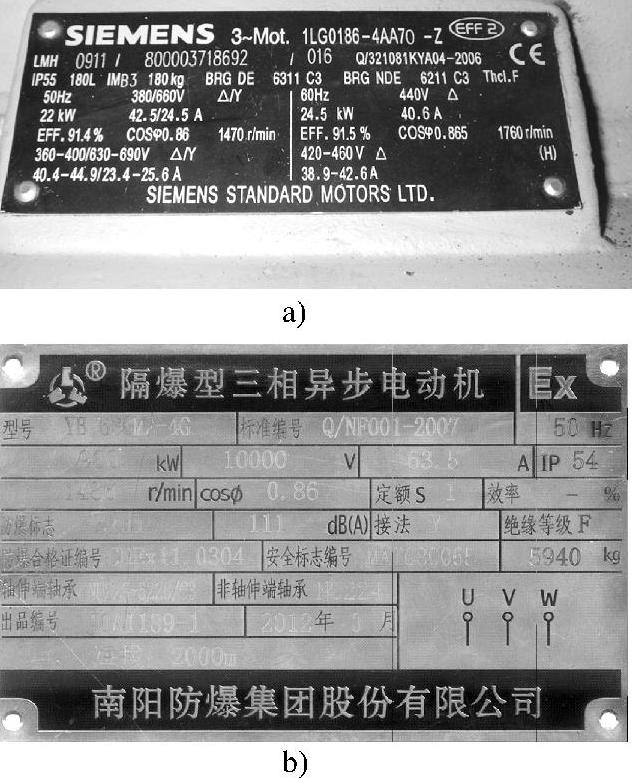 SIEMENS 3~Mot. 1LG0186-4AA70 -Z EFF 2
LMH 0911 / 800003718692 / 016 Q/321081KYA04-2006 CE
IP55 180L IMB3 180kg BRG DE 6311 C3 BRG NDE 6211 C3 Thcl.F
50Hz 380/660V Δ/Y 60Hz 440V Δ
22 kW 42.5/24.5 A 24.5 kW 40.6 A
EFF. 91.4 % COSφ0.86 1470 r/min EFF. 91.5 % COSφ0.865 1760 r/min
360-400/630-690V Δ/Y 420-460V Δ (H)
40.4-44.9/23.4-25.6 A 38.9-42.6 A
SIEMENS STANDARD MOTORS LTD.
a)
® 隔爆型三相异步电动机 Ex
型号 标准编号 Q/NF001-2007 50 Hz
kW 10000 V 63.5 A IP 54
r/min cosφ 0.86 定额 S 1 效率 - %
防爆标志 111 dB(A) 接法 Y 绝缘等级 F
防爆合格证编号 安全标志编号 5940 kg
轴伸端轴承 非轴伸端轴承
出品编号 2012 年 月
2000m
U V W
南阳防爆集团股份有限公司
b)